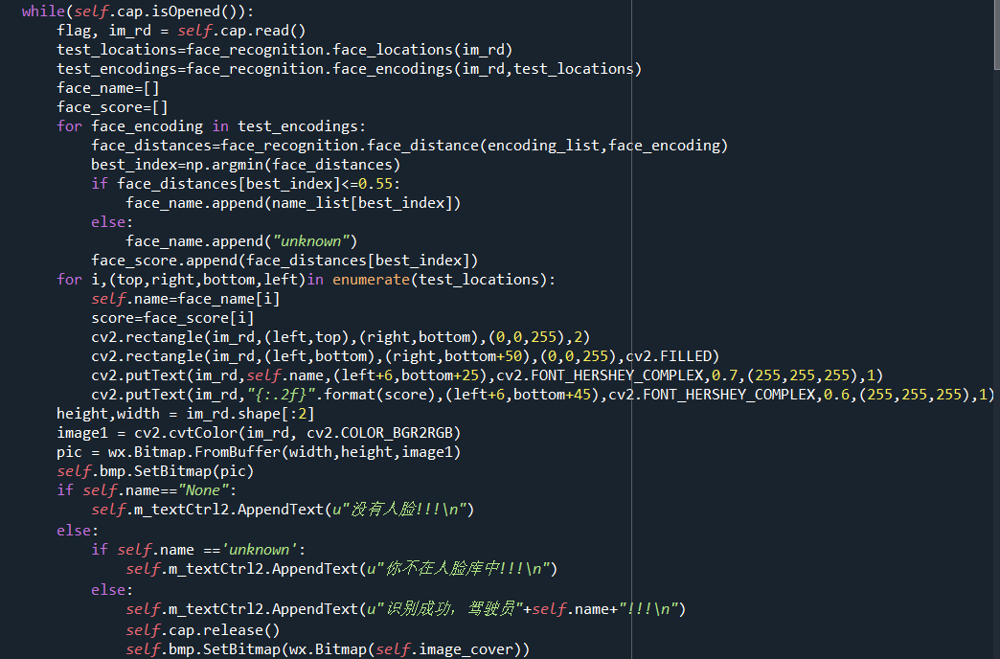 while(self.cap.isOpened()):
    flag, im_rd = self.cap.read()
    test_locations=face_recognition.face_locations(im_rd)
    test_encodings=face_recognition.face_encodings(im_rd,test_locations)
    face_name=[]
    face_score=[]
    for face_encoding in test_encodings:
        face_distances=face_recognition.face_distance(encoding_list,face_encoding)
        best_index=np.argmin(face_distances)
        if face_distances[best_index]<=0.55:
            face_name.append(name_list[best_index])
        else:
            face_name.append("unknown")
        face_score.append(face_distances[best_index])
    for i,(top,right,bottom,left)in enumerate(test_locations):
        self.name=face_name[i]
        score=face_score[i]
        cv2.rectangle(im_rd,(left,top),(right,bottom),(0,0,255),2)
        cv2.rectangle(im_rd,(left,bottom),(right,bottom+50),(0,0,255),cv2.FILLED)
        cv2.putText(im_rd,self.name,(left+6,bottom+25),cv2.FONT_HERSHEY_COMPLEX,0.7,(255,255,255),1)
        cv2.putText(im_rd,"{:.2f}".format(score),(left+6,bottom+45),cv2.FONT_HERSHEY_COMPLEX,0.6,(255,255,255),1)
    height,width = im_rd.shape[:2]
    image1 = cv2.cvtColor(im_rd, cv2.COLOR_BGR2RGB)
    pic = wx.Bitmap.FromBuffer(width,height,image1)
    self.bmp.SetBitmap(pic)
    if self.name=="None":
        self.m_textCtrl2.AppendText(u"没有人脸!!!\n")
    else:
        if self.name =='unknown':
            self.m_textCtrl2.AppendText(u"你不在人脸库中!!!\n")
        else:
            self.m_textCtrl2.AppendText(u"识别成功，驾驶员"+self.name+"!!!\n")
            self.cap.release()
            self.bmp.SetBitmap(wx.Bitmap(self.image_cover))